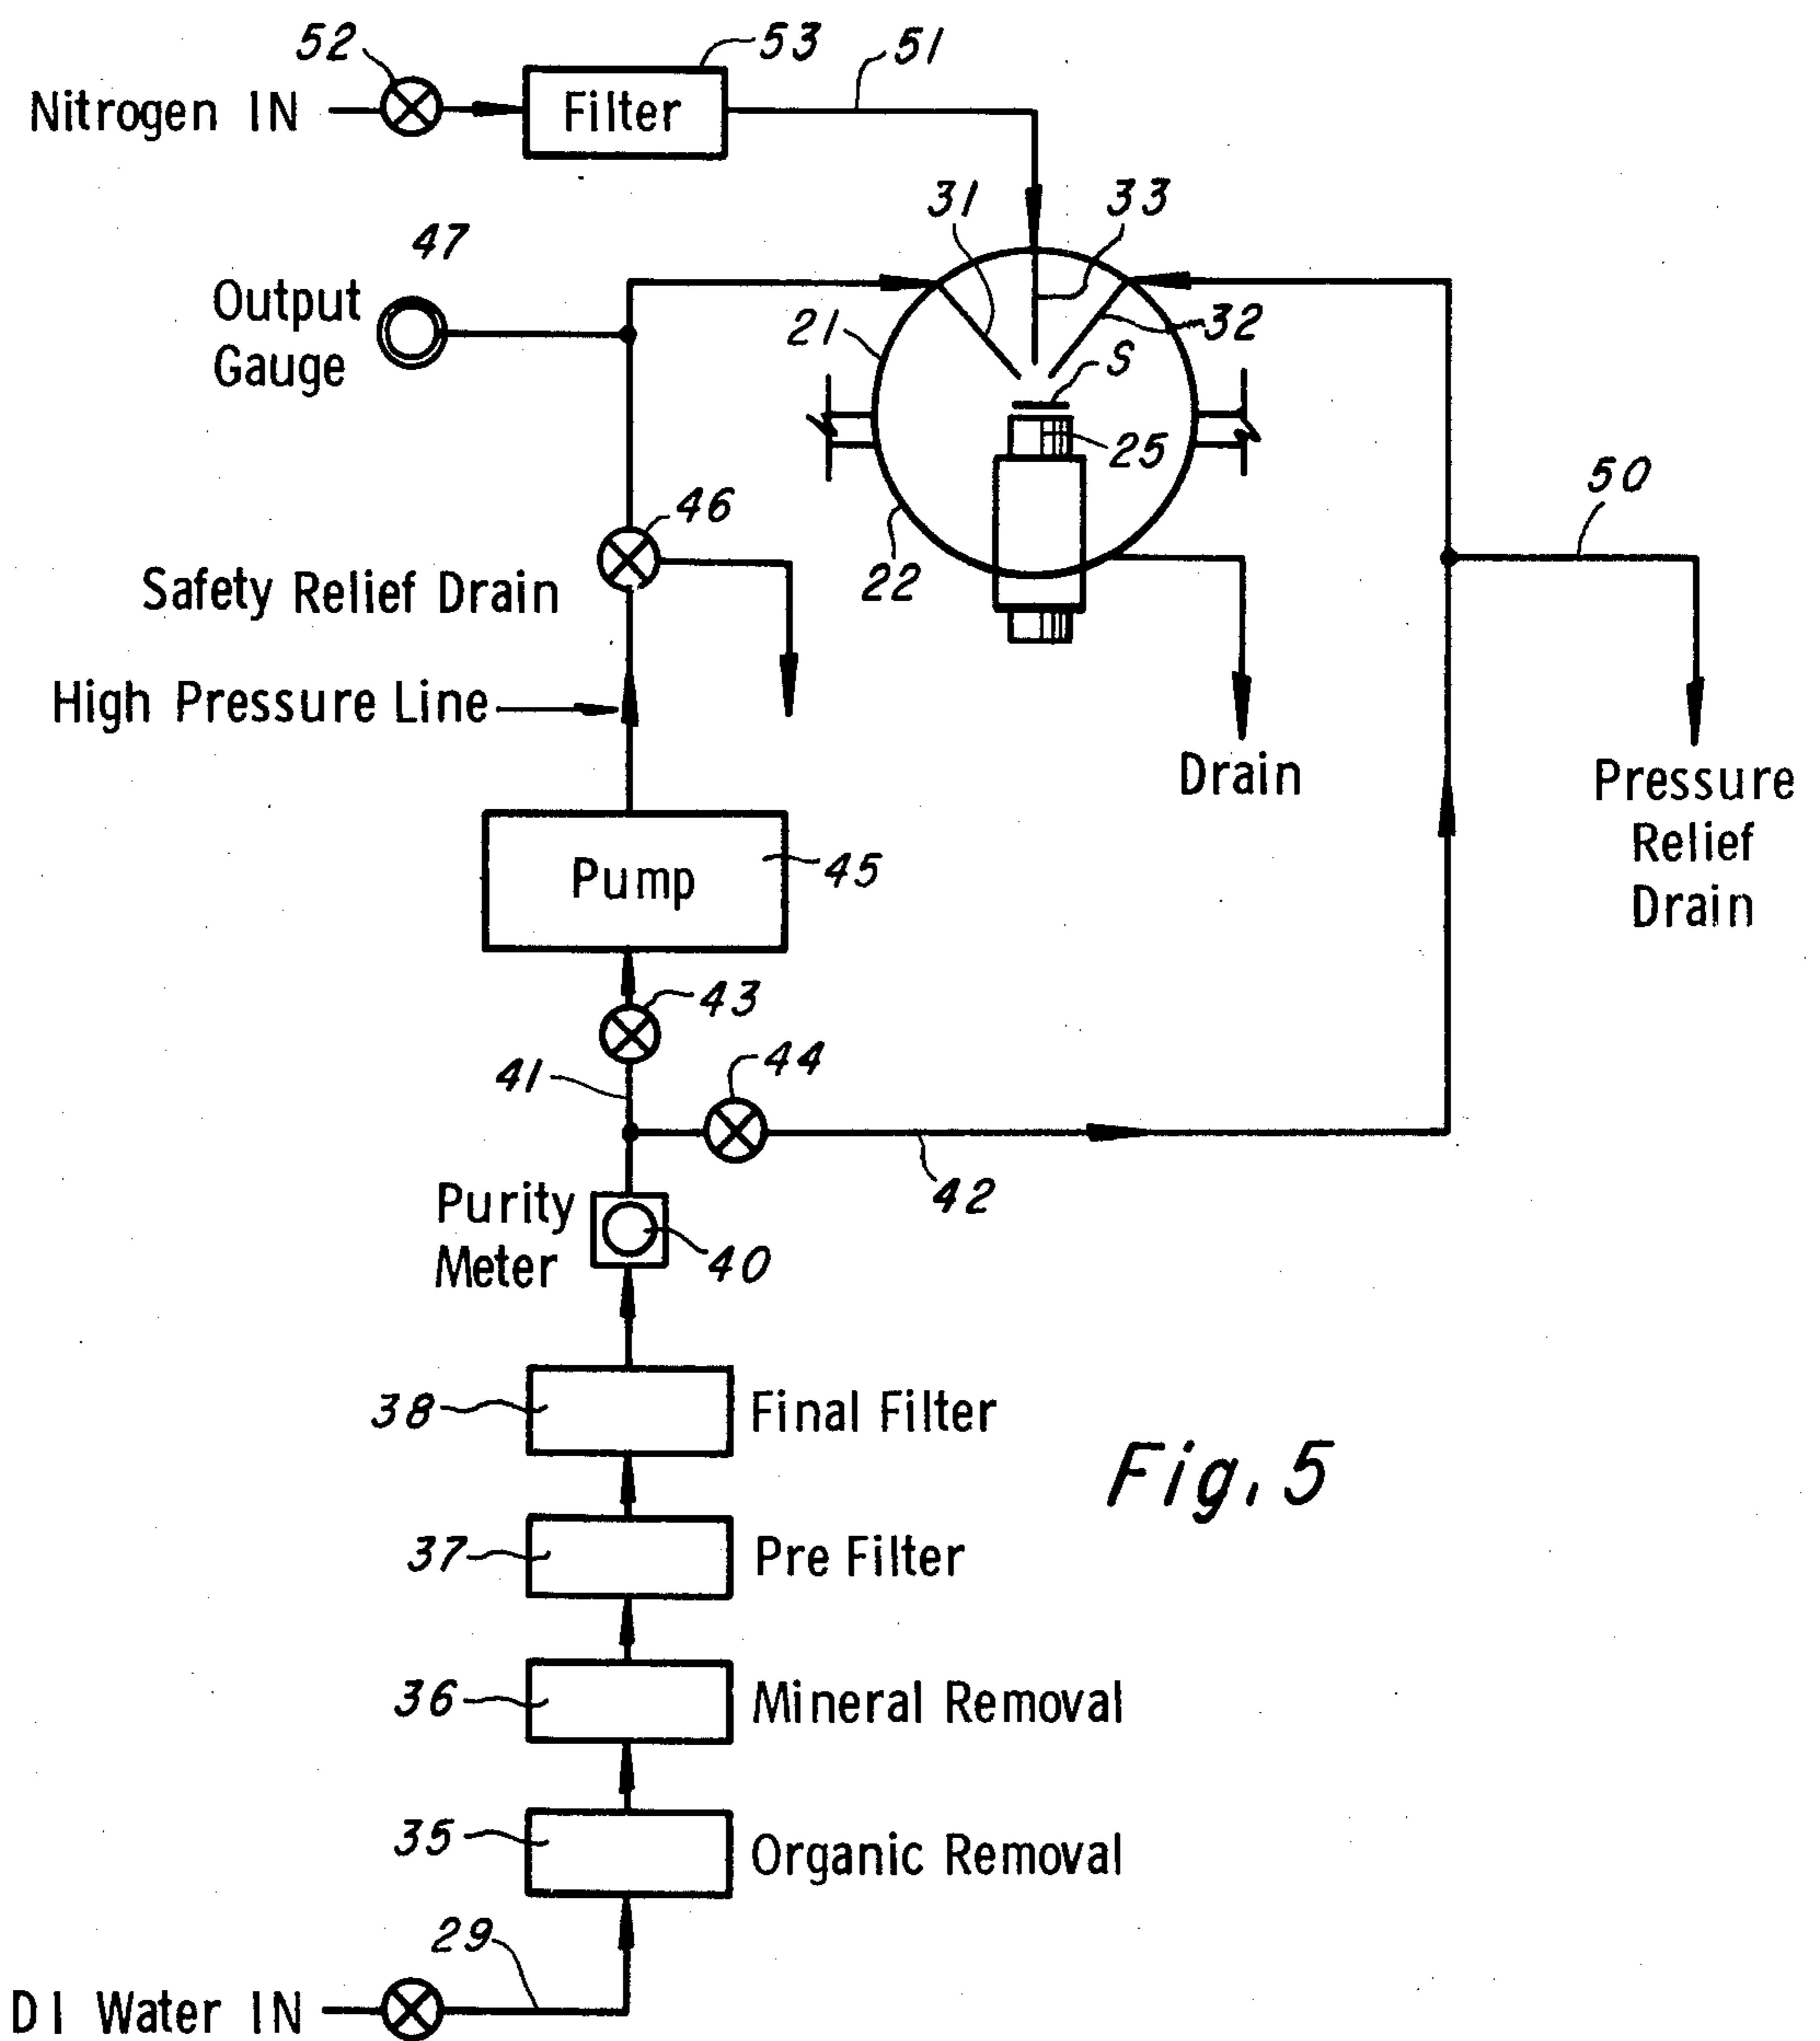 52
53
51
Nitrogen IN
Filter
47
31
33
Output
Gauge
21
32
S
25
46
50
22
Safety Relief Drain
High Pressure Line
Drain
Pressure
Relief
Drain
Pump
45
43
44
41
42
Purity
Meter
40
38
Final Filter
Fig. 5
37
Pre Filter
36
Mineral Removal
35
Organic Removal
29
DI Water IN